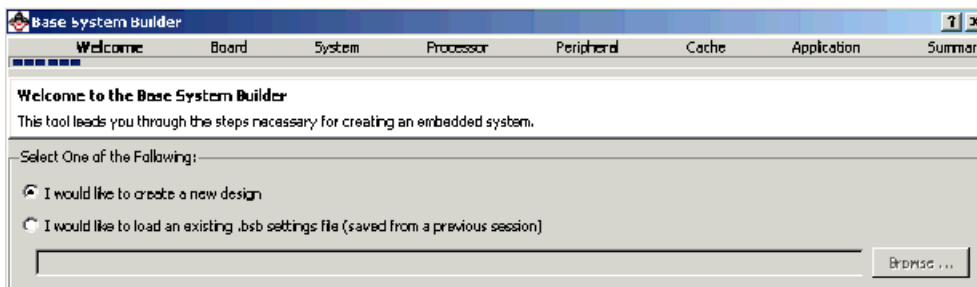 Base System Builder
Welcome Board System Processor Peripheral Cache Application Summar
Welcome to the Base System Builder
This tool leads you through the steps necessary for creating an embedded system.
Select One of the Following:
I would like to create a new design
I would like to load an existing .bsb settings file (saved from a previous session)
Browse ...